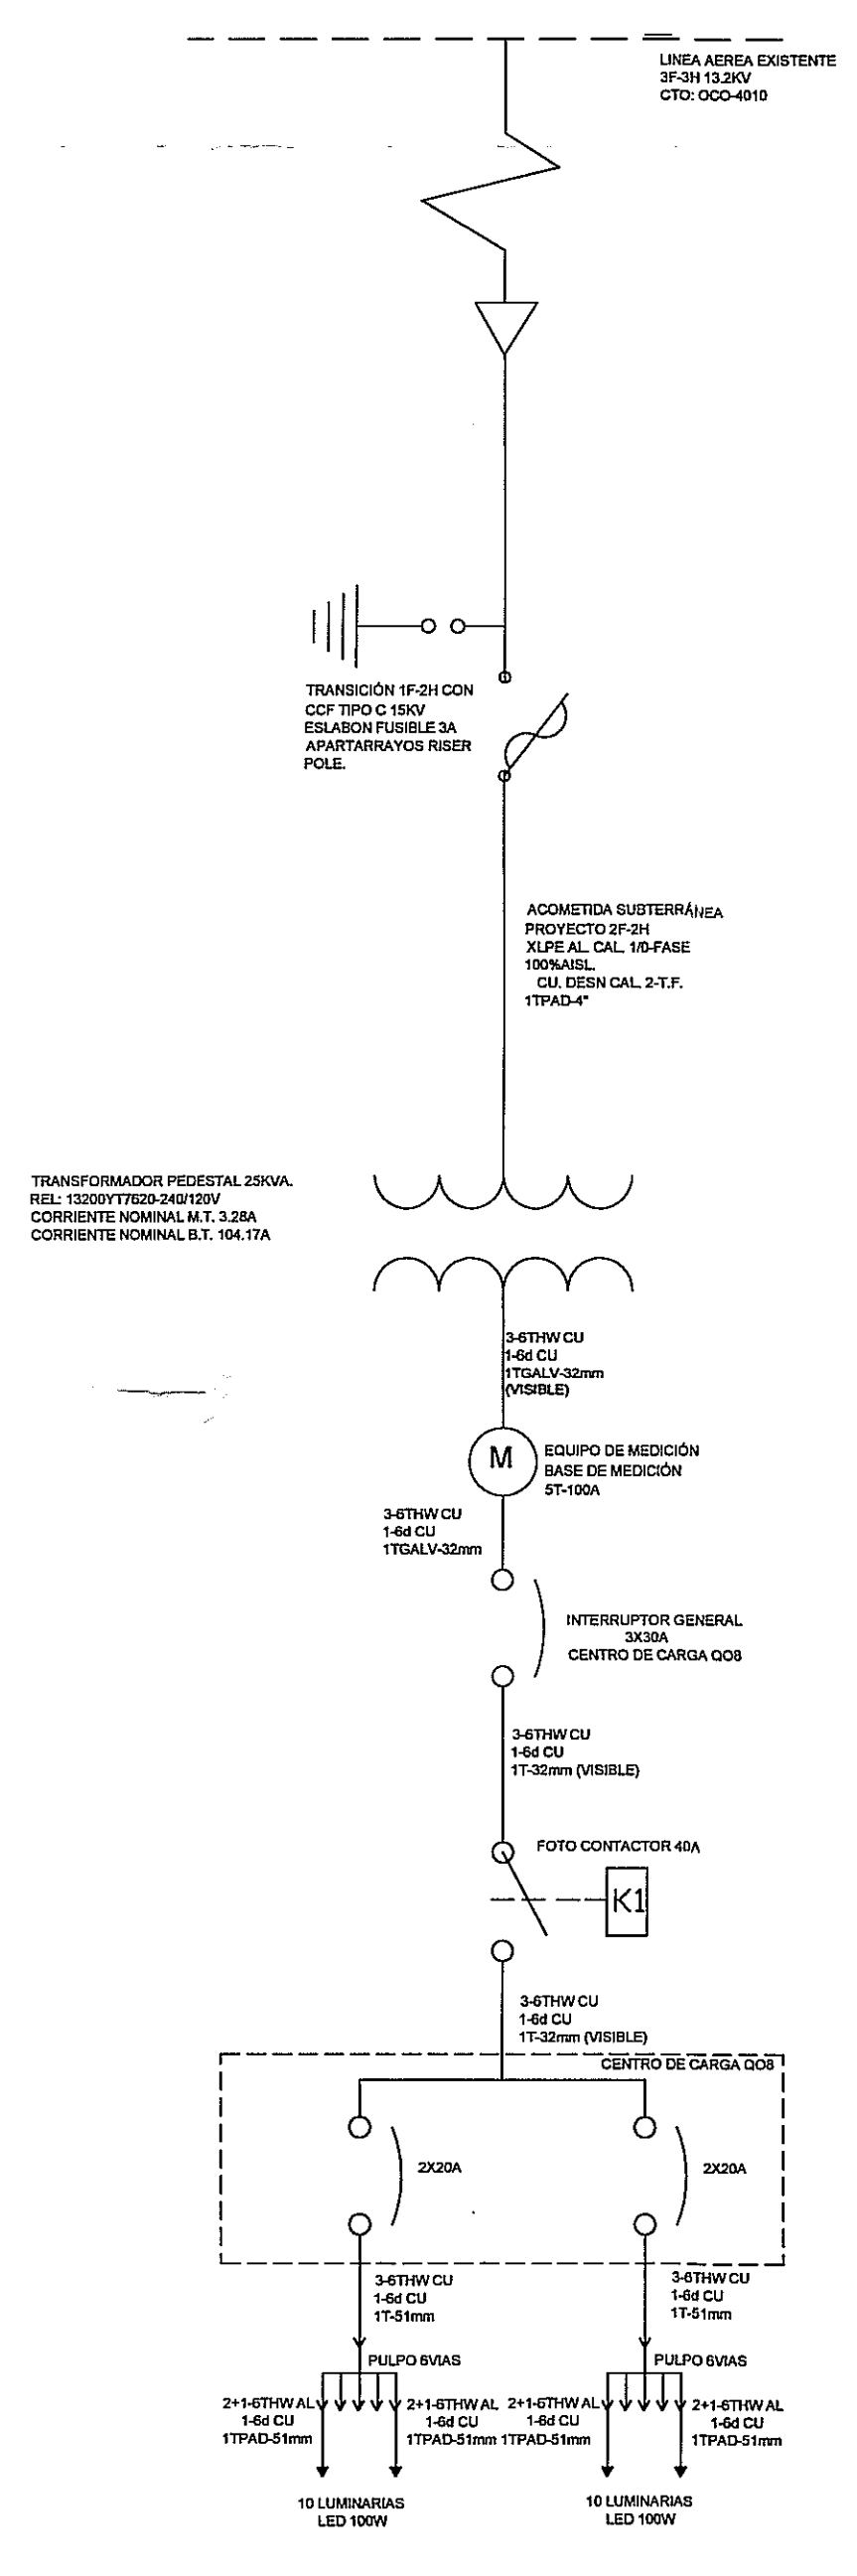 LINEA AEREA EXISTENTE
3F-3H 13.2KV
CTO: OCO-4010
TRANSICIÓN 1F-2H CON
CCF TIPO C 15KV
ESLABON FUSIBLE 3A
APARTARRAYOS RISER
POLE.
ACOMETIDA SUBTERRÁNEA
PROYECTO 2F-2H
XLPE AL. CAL. 1/0-FASE
100%AISL.
CU. DESN CAL. 2-T.F.
1TPAD-4"
TRANSFORMADOR PEDESTAL 25KVA.
REL: 13200YT7620-240/120V
CORRIENTE NOMINAL M.T. 3.28A
CORRIENTE NOMINAL B.T. 104.17A
3-6THW CU
1-6d CU
1TGALV-32mm
(VISIBLE)
M
EQUIPO DE MEDICIÓN
BASE DE MEDICIÓN
5T-100A
3-6THW CU
1-6d CU
1TGALV-32mm
INTERRUPTOR GENERAL
3X30A
CENTRO DE CARGA QO8
3-6THW CU
1-6d CU
1T-32mm (VISIBLE)
FOTO CONTACTOR 40A
K1
3-6THW CU
1-6d CU
1T-32mm (VISIBLE)
CENTRO DE CARGA QO8
2X20A
2X20A
3-6THW CU
1-6d CU
1T-51mm
3-6THW CU
1-6d CU
1T-51mm
PULPO 6VIAS
PULPO 6VIAS
2+1-6THW AL
1-6d CU
1TPAD-51mm
2+1-6THW AL
1-6d CU
1TPAD-51mm
2+1-6THW AL
1-6d CU
1TPAD-51mm
2+1-6THW AL
1-6d CU
1TPAD-51mm
10 LUMINARIAS
LED 100W
10 LUMINARIAS
LED 100W